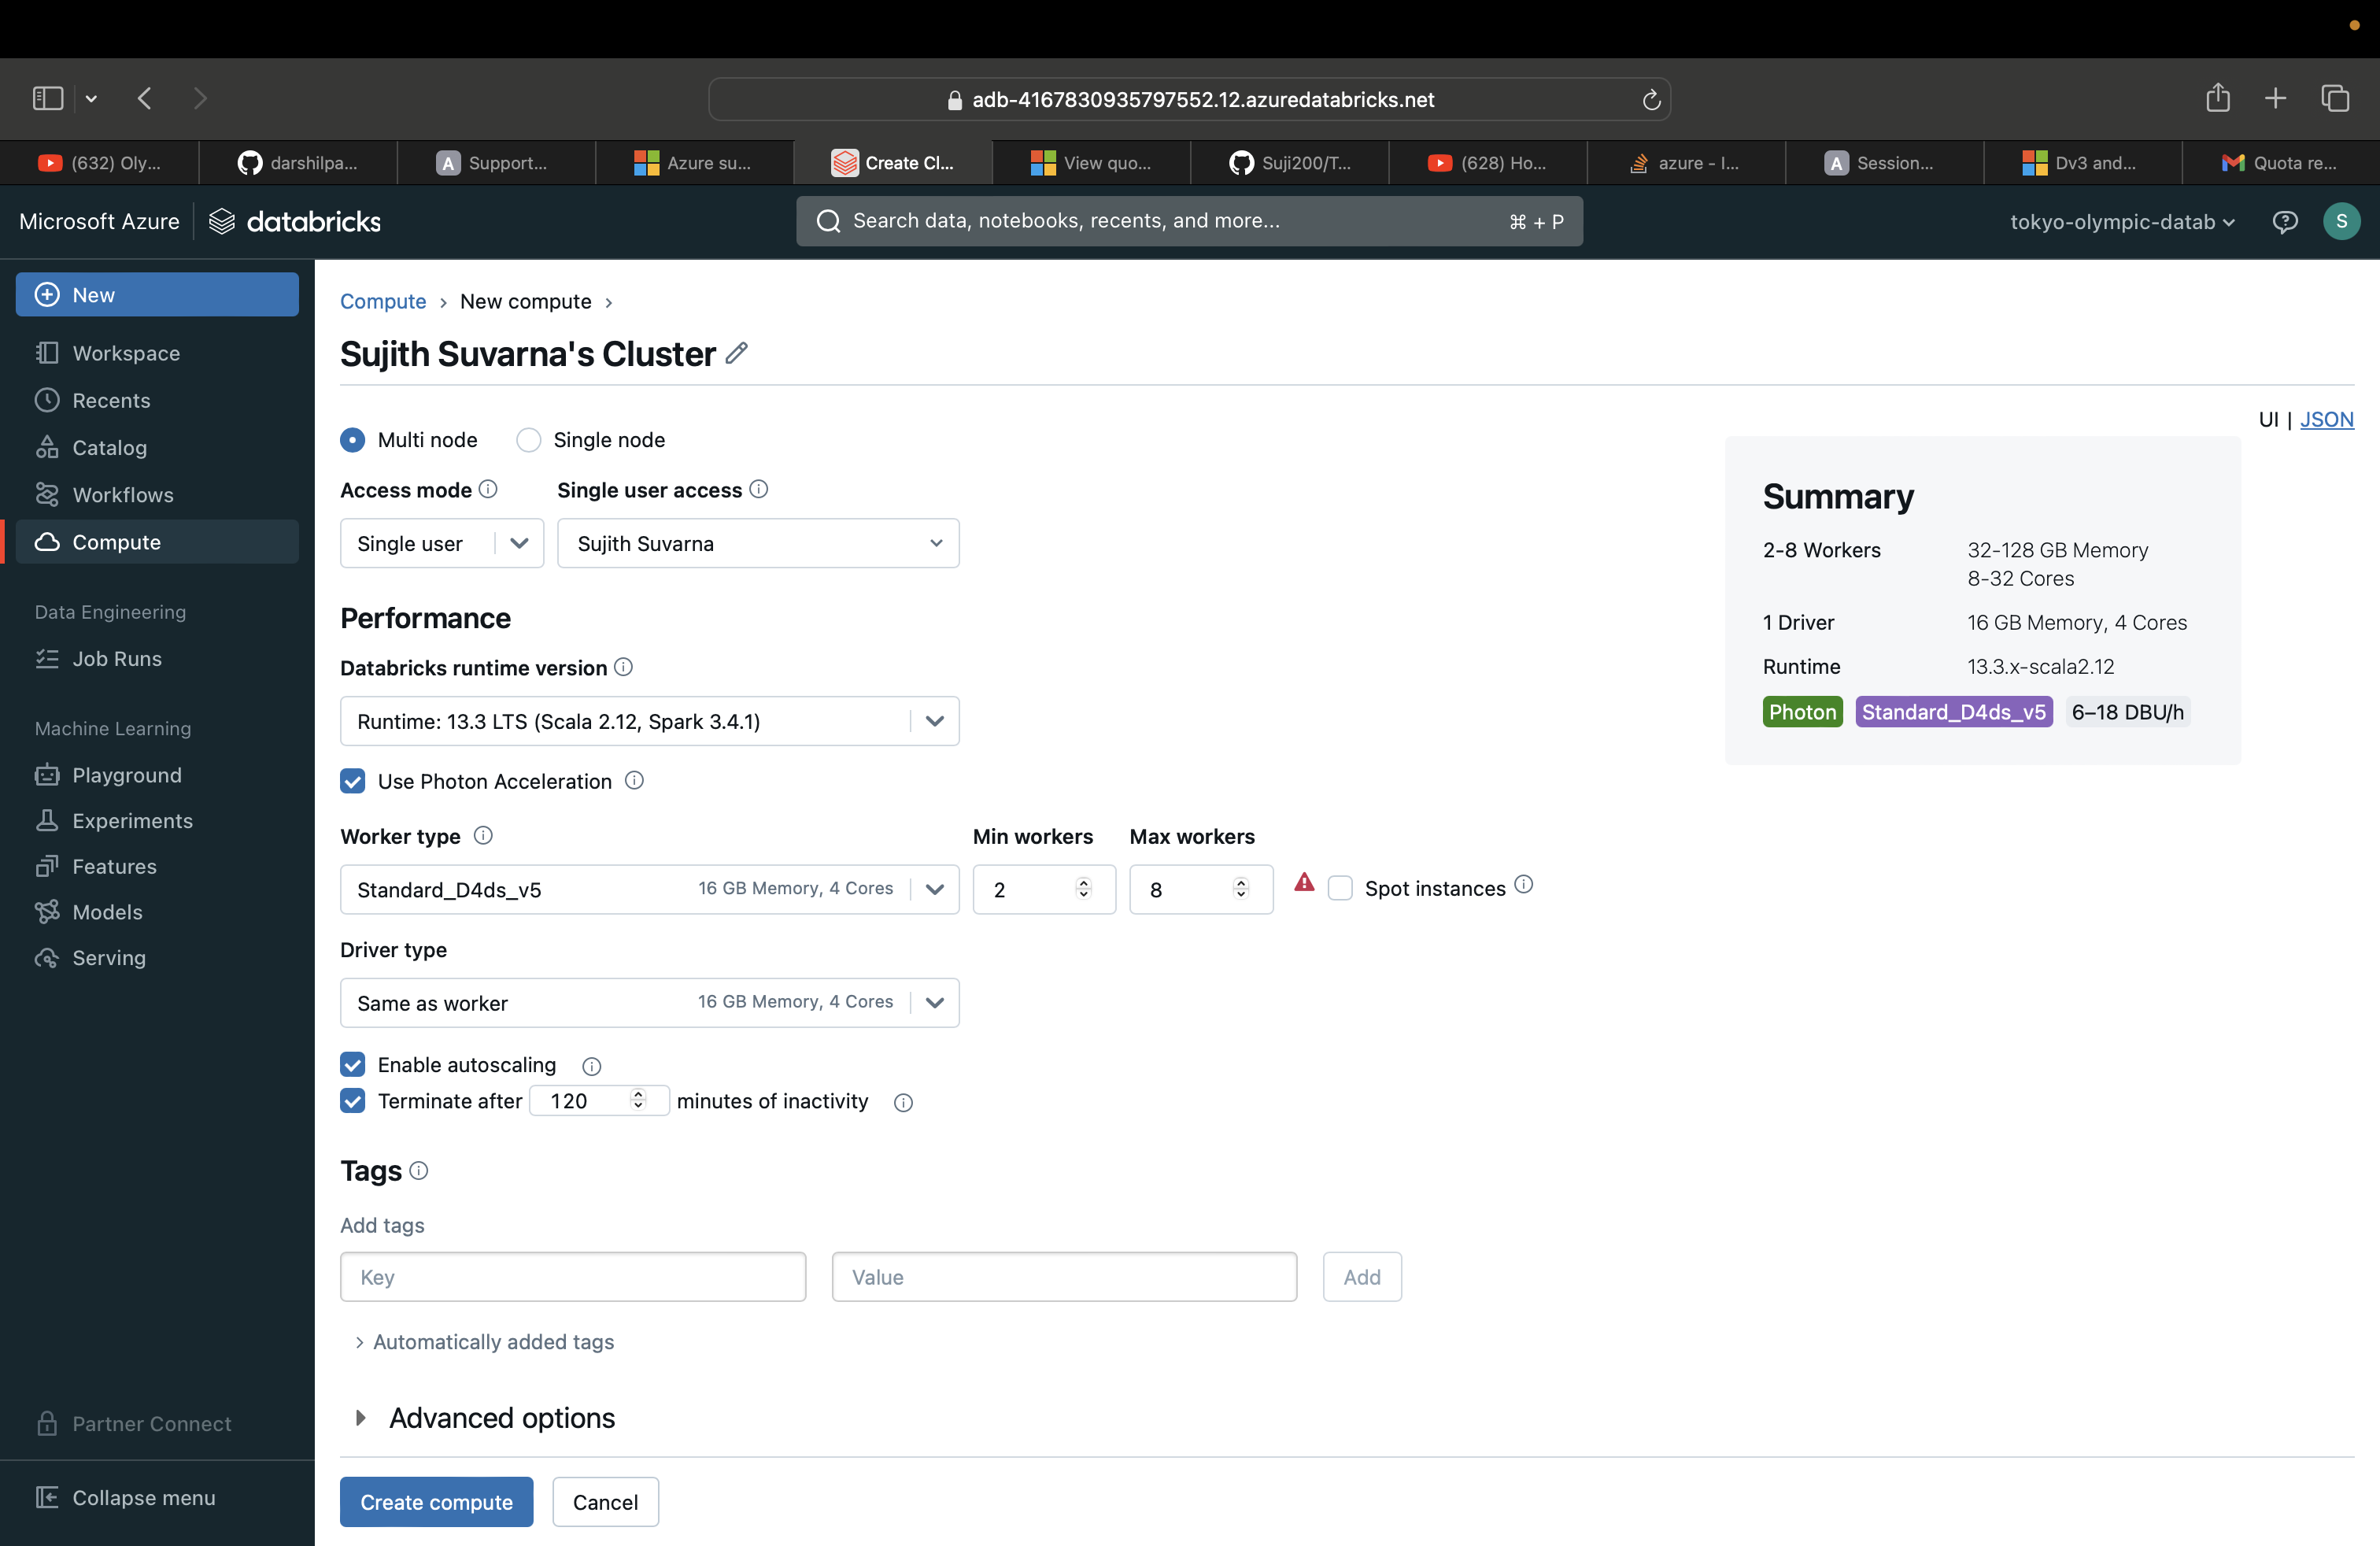 adb-4167830935797552.12.azuredatabricks.net
(632) Oly...
darshilpa...
A Support...
Azure su...
Create Cl...
View quo...
Suji200/T...
(628) Ho...
azure - I...
A Session...
Dv3 and...
Quota re...
Microsoft Azure databricks
Search data, notebooks, recents, and more... ⌘ + P
tokyo-olympic-datab
S
New
Workspace
Recents
Catalog
Workflows
Compute
Data Engineering
Job Runs
Machine Learning
Playground
Experiments
Features
Models
Serving
Partner Connect
Collapse menu
Compute › New compute ›
Sujith Suvarna's Cluster
UI | JSON
Multi node Single node
Access mode Single user access
Single user Sujith Suvarna
Performance
Databricks runtime version
Runtime: 13.3 LTS (Scala 2.12, Spark 3.4.1)
Use Photon Acceleration
Worker type Min workers Max workers
Standard_D4ds_v5 16 GB Memory, 4 Cores 2 8 Spot instances
Driver type
Same as worker 16 GB Memory, 4 Cores
Enable autoscaling
Terminate after 120 minutes of inactivity
Tags
Add tags
Key Value Add
Automatically added tags
Advanced options
Create compute Cancel
Summary
2-8 Workers 32-128 GB Memory
8-32 Cores
1 Driver 16 GB Memory, 4 Cores
Runtime 13.3.x-scala2.12
Photon Standard_D4ds_v5 6–18 DBU/h